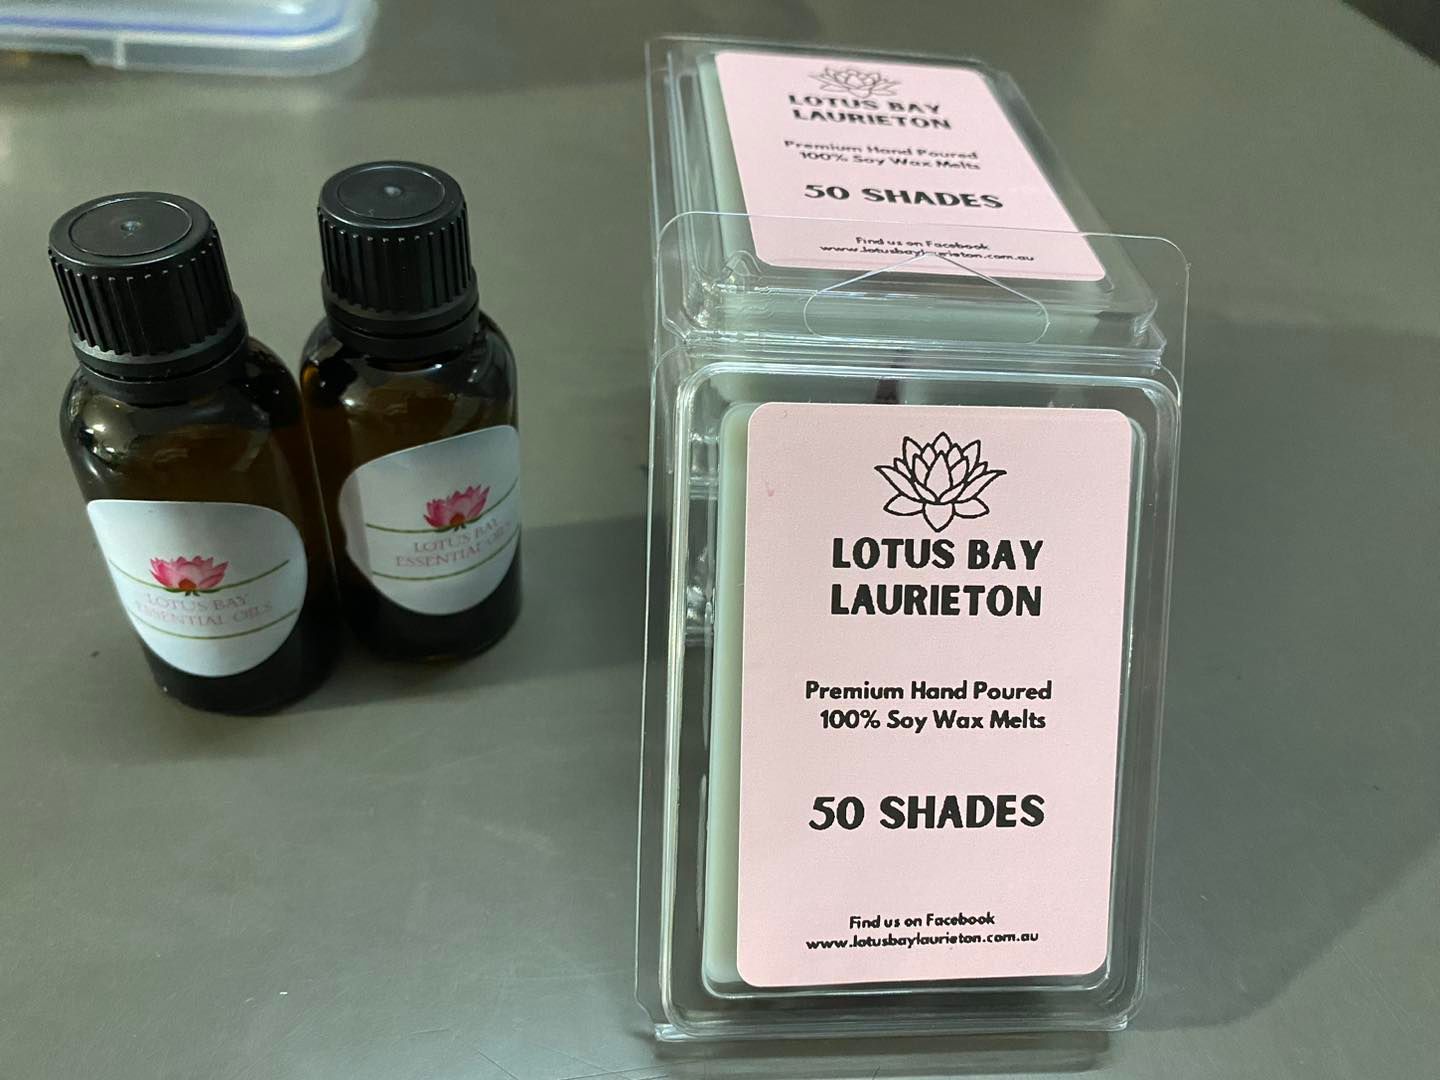 LOTUS BAY
LAURIETON
Premium Hand Poured
100% Soy Wax Melts
50 SHADES
Find us on Facebook
www.lotusbaylaurieton.com.au
LOTUS BAY
ESSENTIAL OILS
LOTUS BAY
ESSENTIAL OILS
LOTUS BAY
LAURIETON
Premium Hand Poured
100% Soy Wax Melts
50 SHADES
Find us on Facebook
www.lotusbaylaurieton.com.au